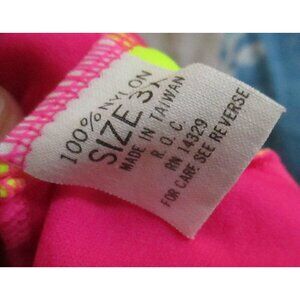 100% NYLON
SIZE 3X
MADE IN TAIWAN
R.O.C.
RN 14329
FOR CARE SEE REVERSE